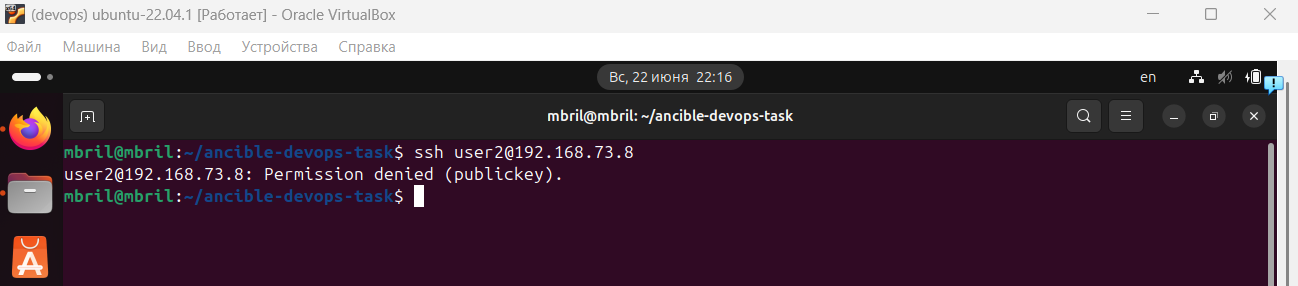 (devops) ubuntu-22.04.1 [Работает] - Oracle VirtualBox
Файл Машина Вид Ввод Устройства Справка
Вс, 22 июня 22:16 en
mbril@mbril: ~/ancible-devops-task
mbril@mbril:~/ancible-devops-task$ ssh user2@192.168.73.8
user2@192.168.73.8: Permission denied (publickey).
mbril@mbril:~/ancible-devops-task$